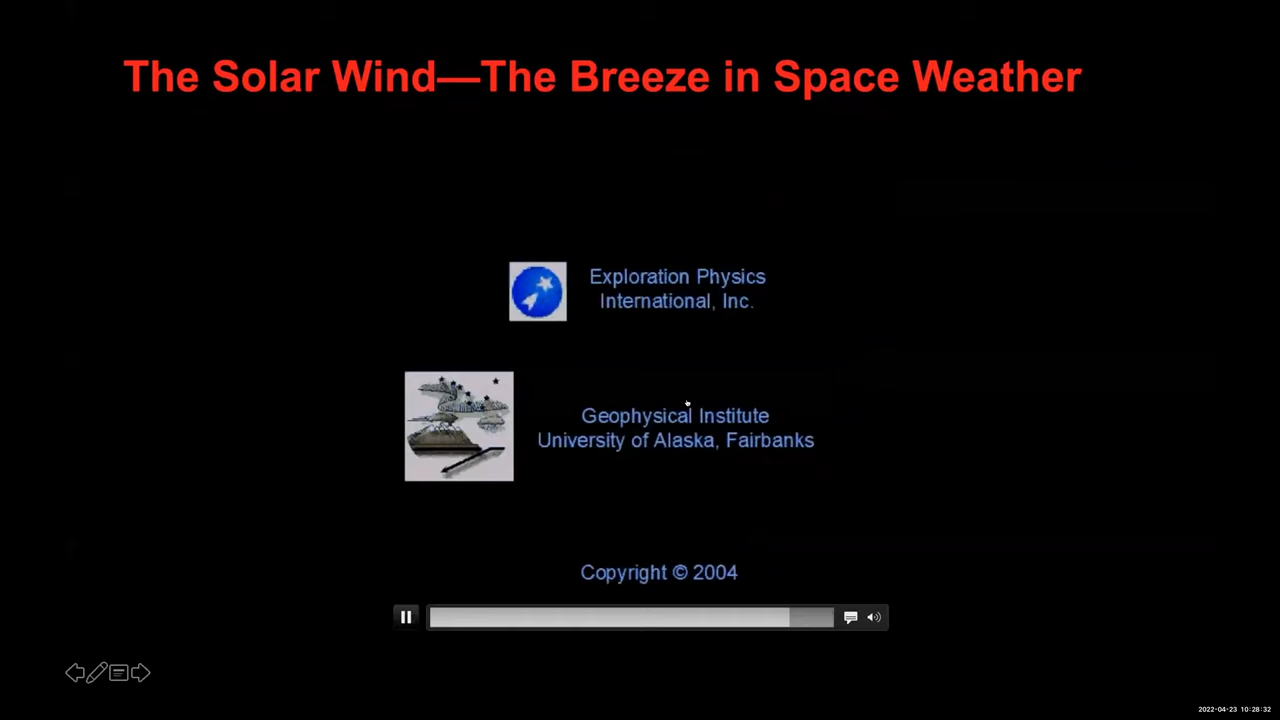 The Solar Wind—The Breeze in Space Weather
Exploration Physics
International, Inc.
Geophysical Institute
University of Alaska, Fairbanks
Copyright © 2004
2022-04-23 10:28:32